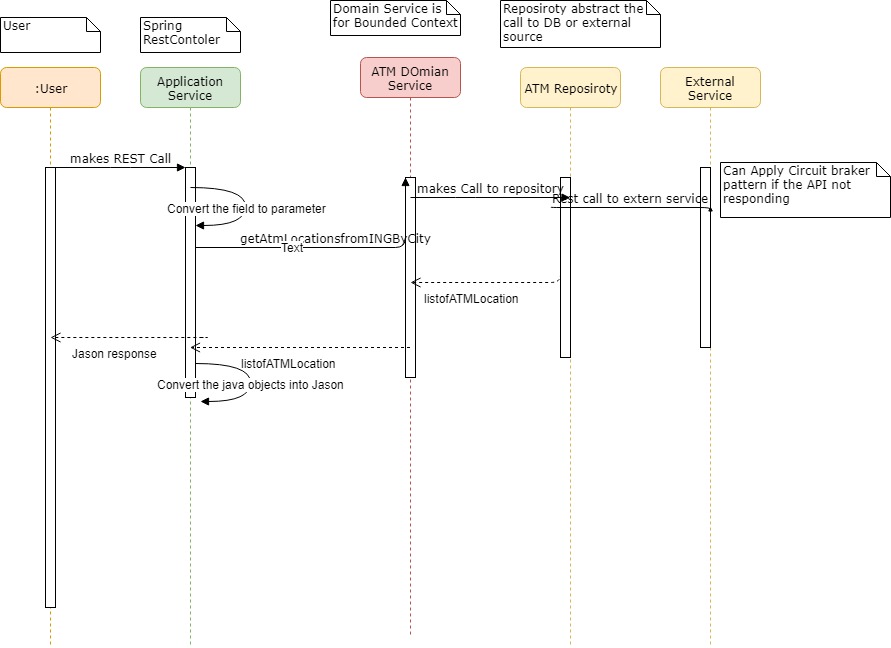 User
Spring
RestContoler
Domain Service is
for Bounded Context
Reposiroty abstract the
call to DB or external
source
:User
Application
Service
ATM DOmian
Service
ATM Reposiroty
External
Service
makes REST Call
Can Apply Circuit braker
pattern if the API not
responding
makes Call to repository
Rest call to extern service
Convert the field to parameter
getAtmLocationsfromINGByCity
Text
listofATMLocation
Jason response
listofATMLocation
Convert the java objects into Jason